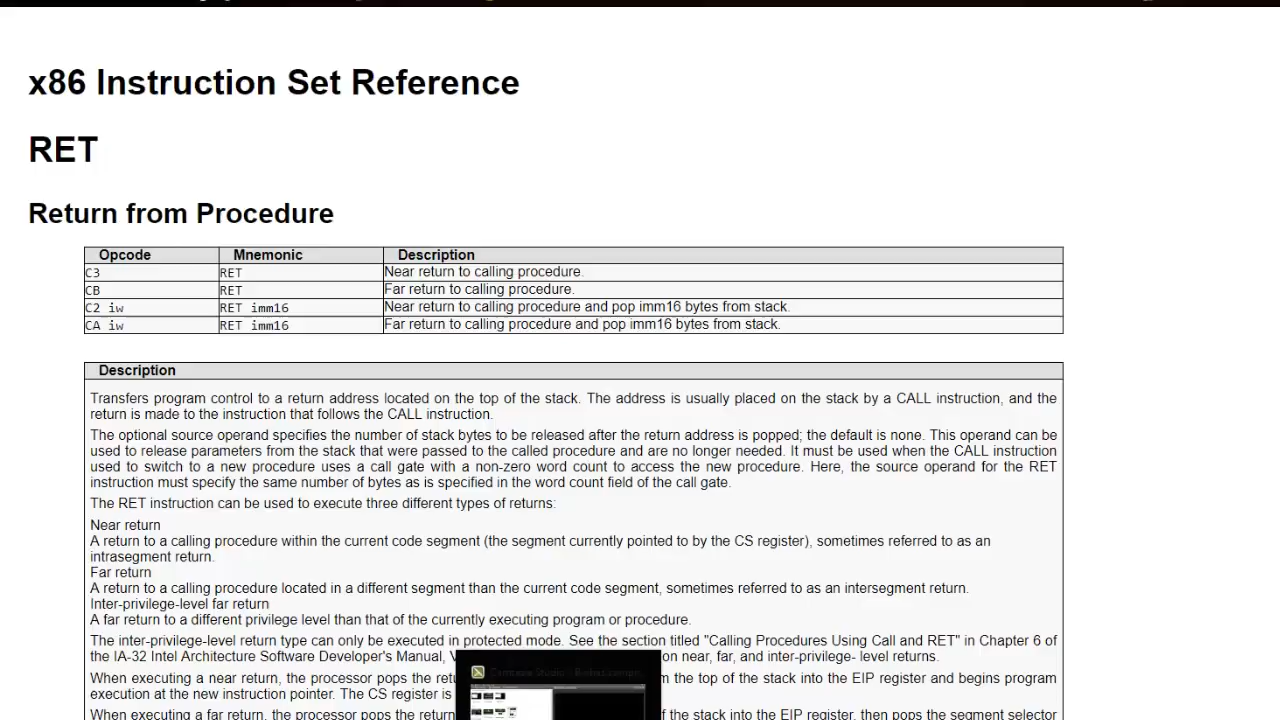 x86 Instruction Set Reference
RET
Return from Procedure
Opcode Mnemonic Description
C3 RET Near return to calling procedure.
CB RET Far return to calling procedure.
C2 iw RET imm16 Near return to calling procedure and pop imm16 bytes from stack.
CA iw RET imm16 Far return to calling procedure and pop imm16 bytes from stack.
Description
Transfers program control to a return address located on the top of the stack. The address is usually placed on the stack by a CALL instruction, and the
return is made to the instruction that follows the CALL instruction.
The optional source operand specifies the number of stack bytes to be released after the return address is popped; the default is none. This operand can be
used to release parameters from the stack that were passed to the called procedure and are no longer needed. It must be used when the CALL instruction
used to switch to a new procedure uses a call gate with a non-zero word count to access the new procedure. Here, the source operand for the RET
instruction must specify the same number of bytes as is specified in the word count field of the call gate.
The RET instruction can be used to execute three different types of returns:
Near return
A return to a calling procedure within the current code segment (the segment currently pointed to by the CS register), sometimes referred to as an
intrasegment return.
Far return
A return to a calling procedure located in a different segment than the current code segment, sometimes referred to as an intersegment return.
Inter-privilege-level far return
A far return to a different privilege level than that of the currently executing program or procedure.
The inter-privilege-level return type can only be executed in protected mode. See the section titled "Calling Procedures Using Call and RET" in Chapter 6 of
the IA-32 Intel Architecture Software Developer's Manual, on near, far, and inter-privilege- level returns.
When executing a near return, the processor pops the the top of the stack into the EIP register and begins program
execution at the new instruction pointer. The CS register is
When executing a far return, the processor pops the return of the stack into the EIP register, then pops the segment selector